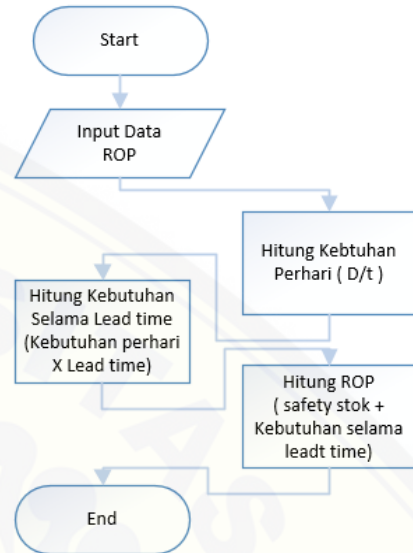 Start
Input Data
ROP
Hitung Kebtuhan
Perhari ( D/t )
Hitung Kebutuhan
Selama Lead time
(Kebutuhan perhari
X Lead time)
Hitung ROP
( safety stok +
Kebutuhan selama
leadt time)
End